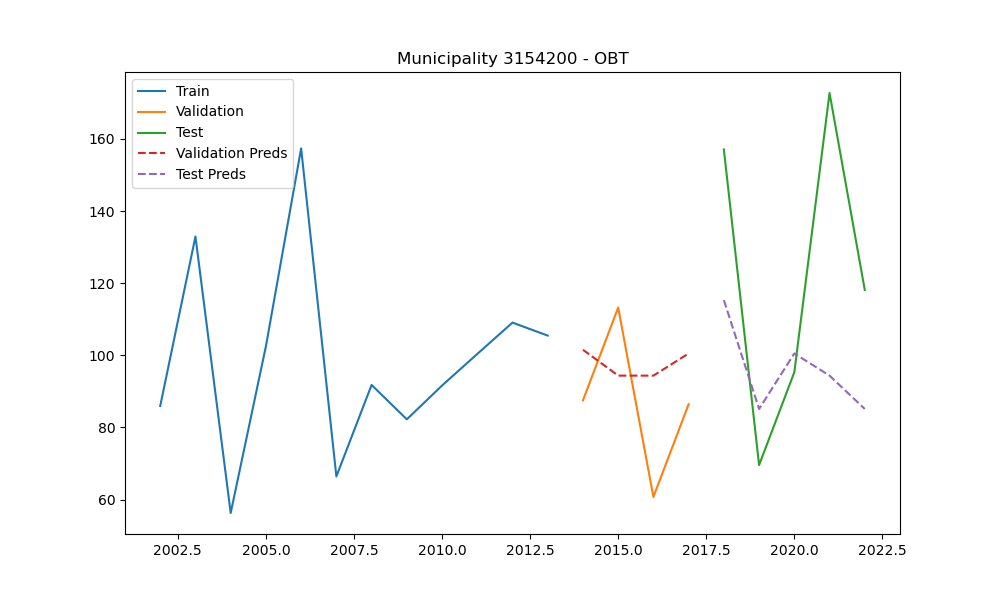 Municipality 3154200 - OBT
Train
Validation
Test
Validation Preds
Test Preds
160
140
120
100
80
60
2002.5 2005.0 2007.5 2010.0 2012.5 2015.0 2017.5 2020.0 2022.5